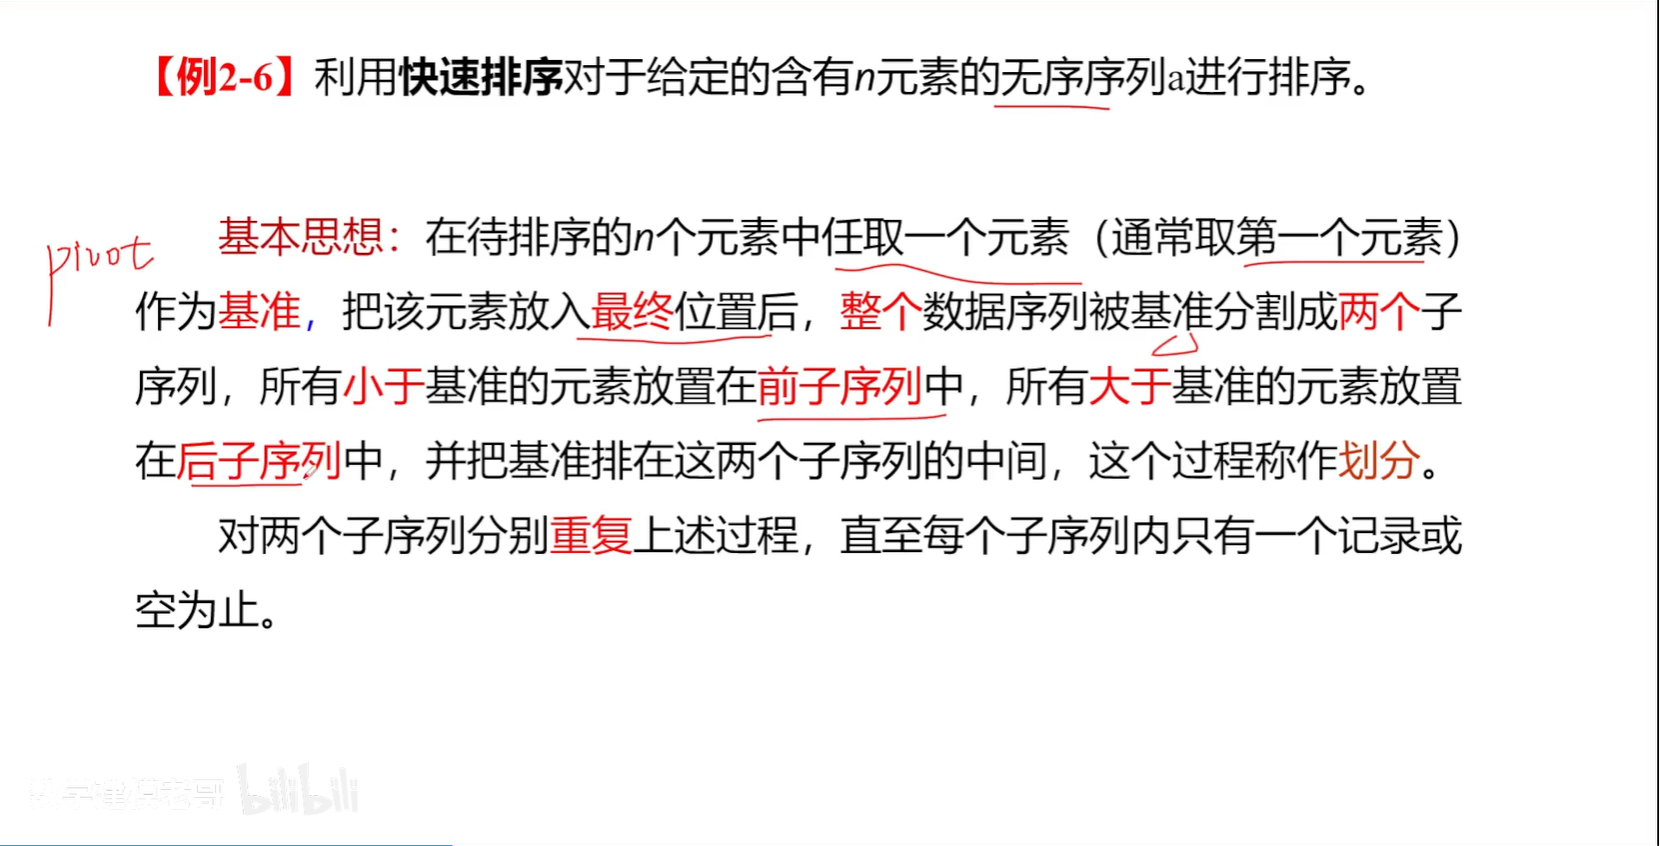 【例2-6】利用快速排序对于给定的含有n元素的无序序列a进行排序。
pivot
基本思想：在待排序的n个元素中任取一个元素（通常取第一个元素）
作为基准，把该元素放入最终位置后，整个数据序列被基准分割成两个子
序列，所有小于基准的元素放置在前子序列中，所有大于基准的元素放置
在后子序列中，并把基准排在这两个子序列的中间，这个过程称作划分。
对两个子序列分别重复上述过程，直至每个子序列内只有一个记录或
空为止。
数学建模老哥 bilibili